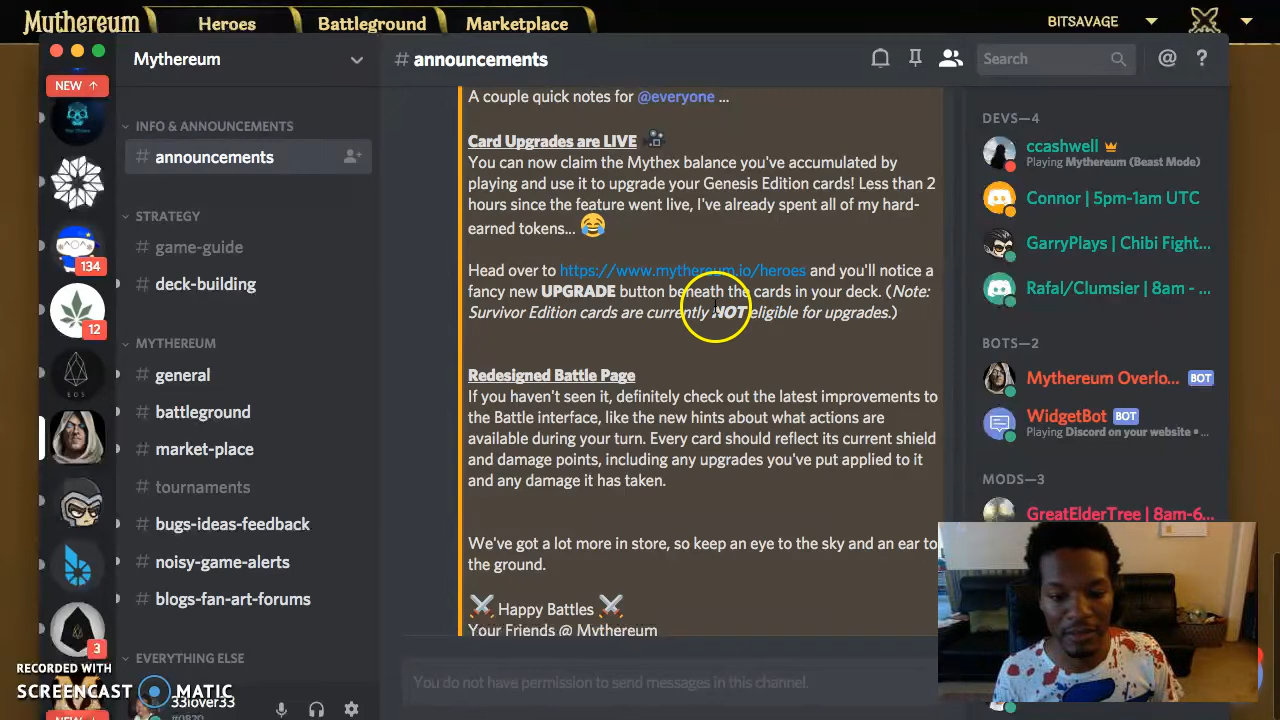 Mythereum Heroes Battleground Marketplace BITSAVAGE
Mythereum
# announcements
Search
@ ?
NEW ↑
134
12
EOS
3
INFO & ANNOUNCEMENTS
# announcements
STRATEGY
# game-guide
# deck-building
MYTHEREUM
# general
# battleground
# market-place
# tournaments
# bugs-ideas-feedback
# noisy-game-alerts
# blogs-fan-art-forums
EVERYTHING ELSE
33lover33
#0820
A couple quick notes for @everyone ...
Card Upgrades are LIVE
You can now claim the Mythex balance you've accumulated by
playing and use it to upgrade your Genesis Edition cards! Less than 2
hours since the feature went live, I've already spent all of my hard-
earned tokens...
Head over to https://www.mythereum.io/heroes and you'll notice a
fancy new UPGRADE button beneath the cards in your deck. (Note:
Survivor Edition cards are currently NOT eligible for upgrades.)
Redesigned Battle Page
If you haven't seen it, definitely check out the latest improvements to
the Battle interface, like the new hints about what actions are
available during your turn. Every card should reflect its current shield
and damage points, including any upgrades you've put applied to it
and any damage it has taken.
We've got a lot more in store, so keep an eye to the sky and an ear to
the ground.
Happy Battles
Your Friends @ Mythereum
You do not have permission to send messages in this channel.
DEVS—4
ccashwell
Playing Mythereum (Beast Mode)
Connor | 5pm-1am UTC
GarryPlays | Chibi Fight...
Rafal/Clumsier | 8am - ...
BOTS—2
Mythereum Overlo... BOT
WidgetBot BOT
Playing Discord on your website • ...
MODS—3
GreatElderTree | 8am-6...
RECORDED WITH
SCREENCAST MATIC
NEW